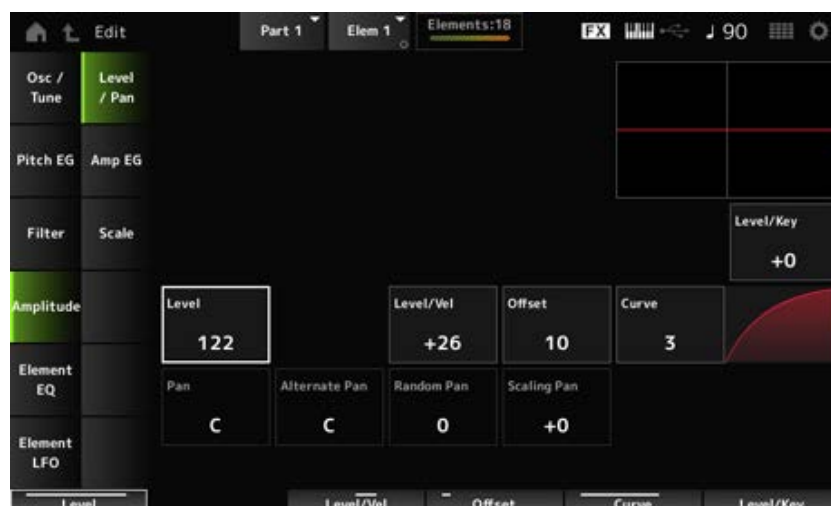 Edit
Part 1
Elem 1
Elements:18
FX
♩ 90
Osc /
Tune
Level
/ Pan
Pitch EG
Amp EG
Filter
Scale
Level/Key
+0
Amplitude
Level
122
Level/Vel
+26
Offset
10
Curve
3
Element
EQ
Pan
C
Alternate Pan
C
Random Pan
0
Scaling Pan
+0
Element
LFO
Level
Level/Vel
Offset
Curve
Level/Key